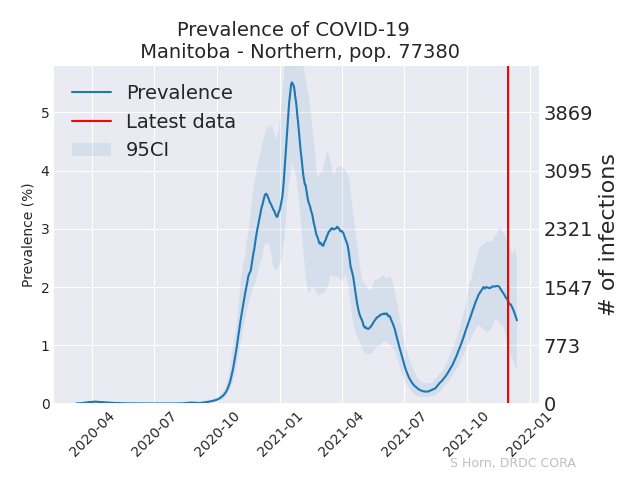 Prevalence of COVID-19
Manitoba - Northern, pop. 77380
Prevalence
Latest data
95CI
Prevalence (%)
5
4
3
2
1
0
3869
3095
2321
1547
773
0
# of infections
2020-04
2020-07
2020-10
2021-01
2021-04
2021-07
2021-10
2022-01
S Horn, DRDC CORA